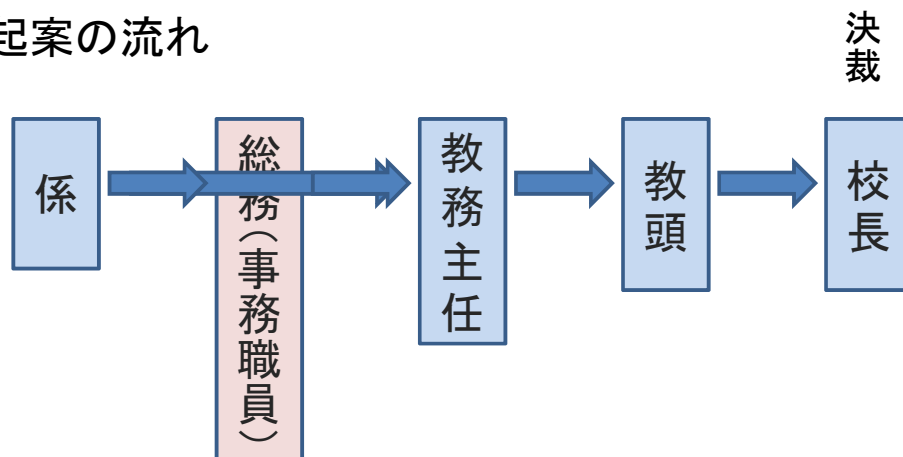 起案の流れ
決裁
係
総務（事務職員）
教務主任
教頭
校長